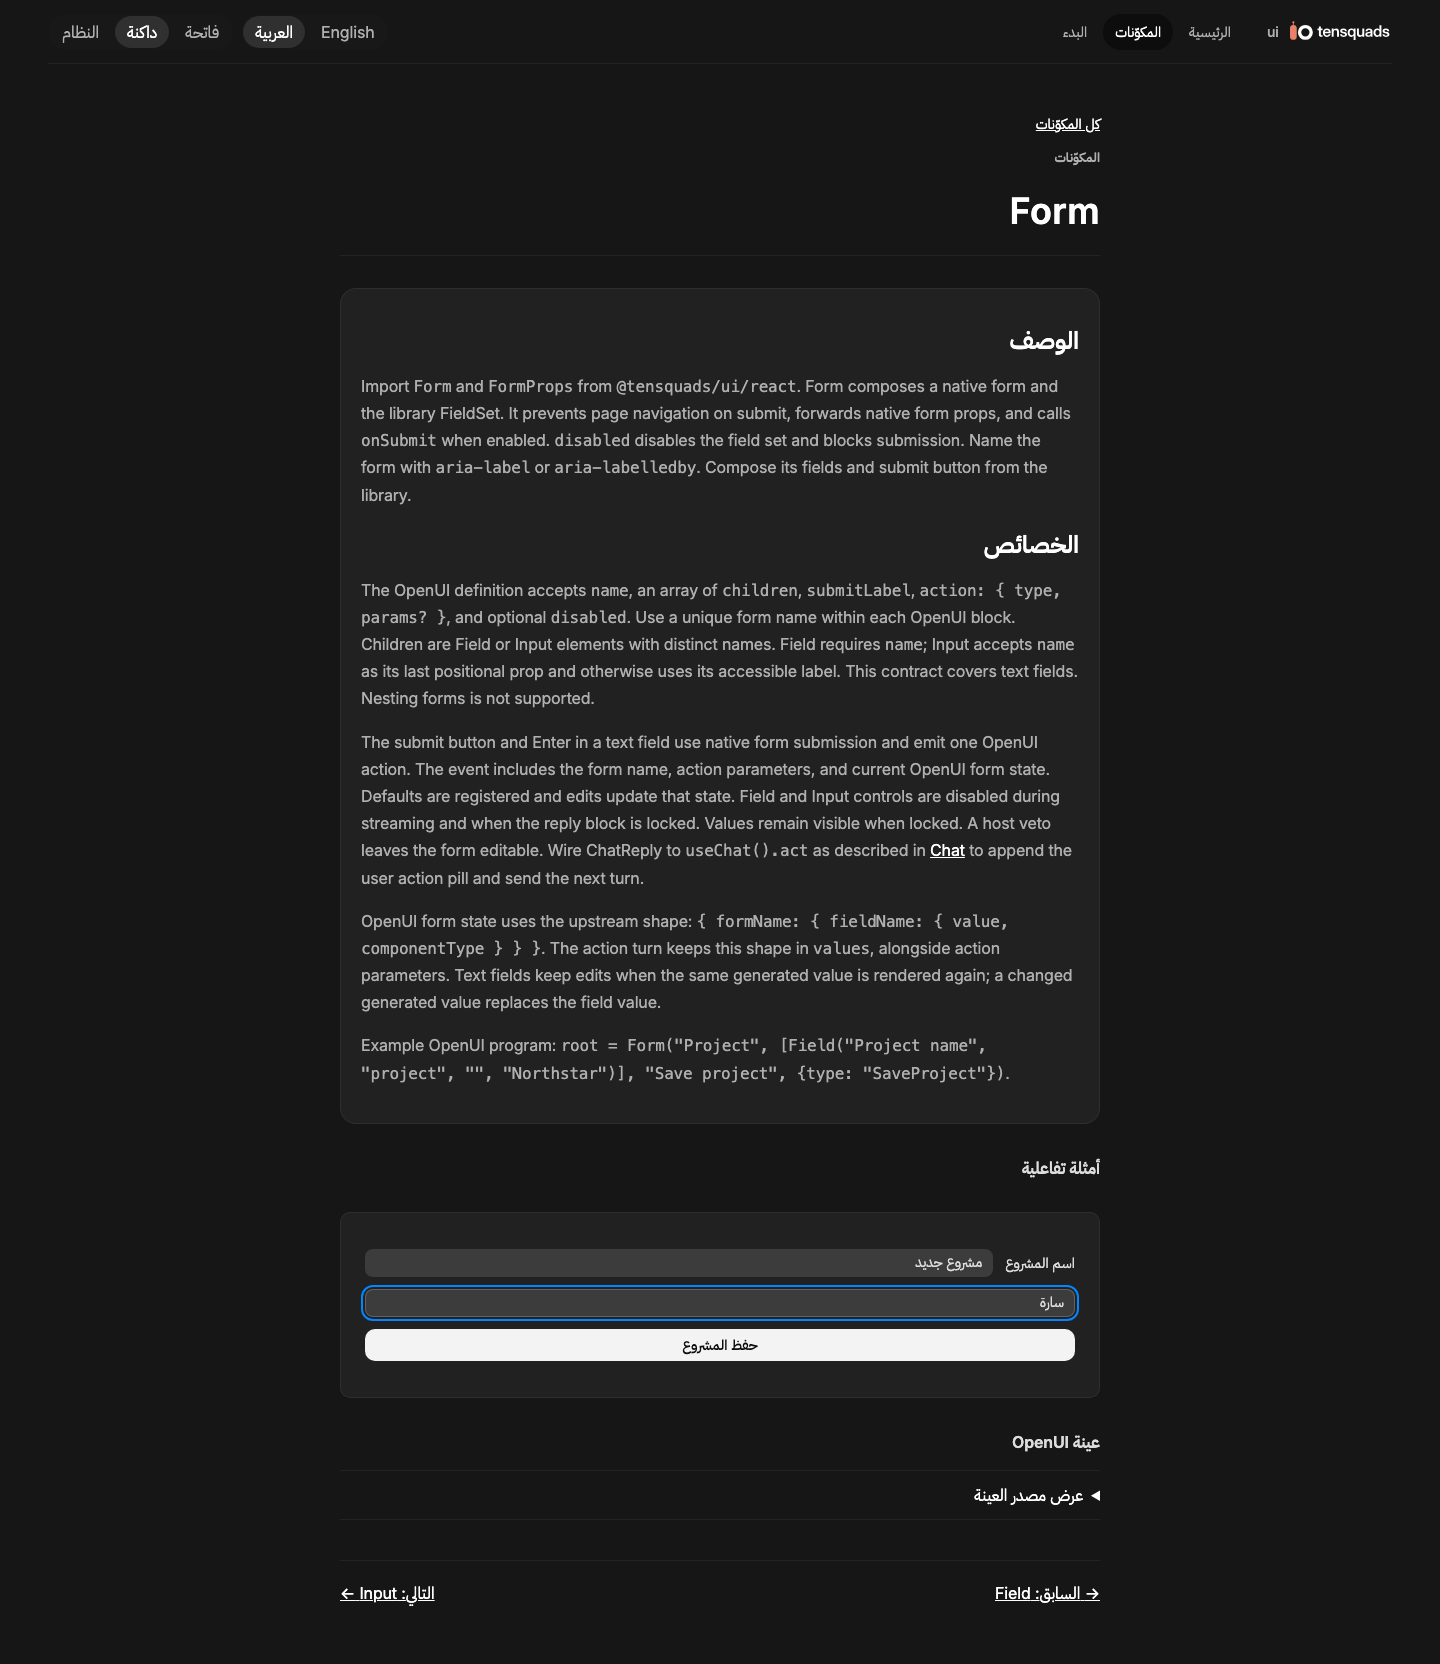 tensquads ui
الرئيسية
المكوّنات
البدء
English
العربية
فاتحة
داكنة
النظام
كل المكوّنات
المكوّنات
Form
الوصف
Import Form and FormProps from @tensquads/ui/react. Form composes a native form and
the library FieldSet. It prevents page navigation on submit, forwards native form props, and calls
onSubmit when enabled. disabled disables the field set and blocks submission. Name the
form with aria-label or aria-labelledby. Compose its fields and submit button from the
library.
الخصائص
The OpenUI definition accepts name, an array of children, submitLabel, action: { type,
params? }, and optional disabled. Use a unique form name within each OpenUI block.
Children are Field or Input elements with distinct names. Field requires name; Input accepts name
as its last positional prop and otherwise uses its accessible label. This contract covers text fields.
Nesting forms is not supported.
The submit button and Enter in a text field use native form submission and emit one OpenUI
action. The event includes the form name, action parameters, and current OpenUI form state.
Defaults are registered and edits update that state. Field and Input controls are disabled during
streaming and when the reply block is locked. Values remain visible when locked. A host veto
leaves the form editable. Wire ChatReply to useChat().act as described in Chat to append the
user action pill and send the next turn.
OpenUI form state uses the upstream shape: { formName: { fieldName: { value,
componentType } } }. The action turn keeps this shape in values, alongside action
parameters. Text fields keep edits when the same generated value is rendered again; a changed
generated value replaces the field value.
Example OpenUI program: root = Form("Project", [Field("Project name",
"project", "", "Northstar")], "Save project", {type: "SaveProject"}).
أمثلة تفاعلية
اسم المشروع
مشروع جديد
سارة
حفظ المشروع
عينة OpenUI
◀ عرض مصدر العينة
→ السابق: Field
التالي: Input ←